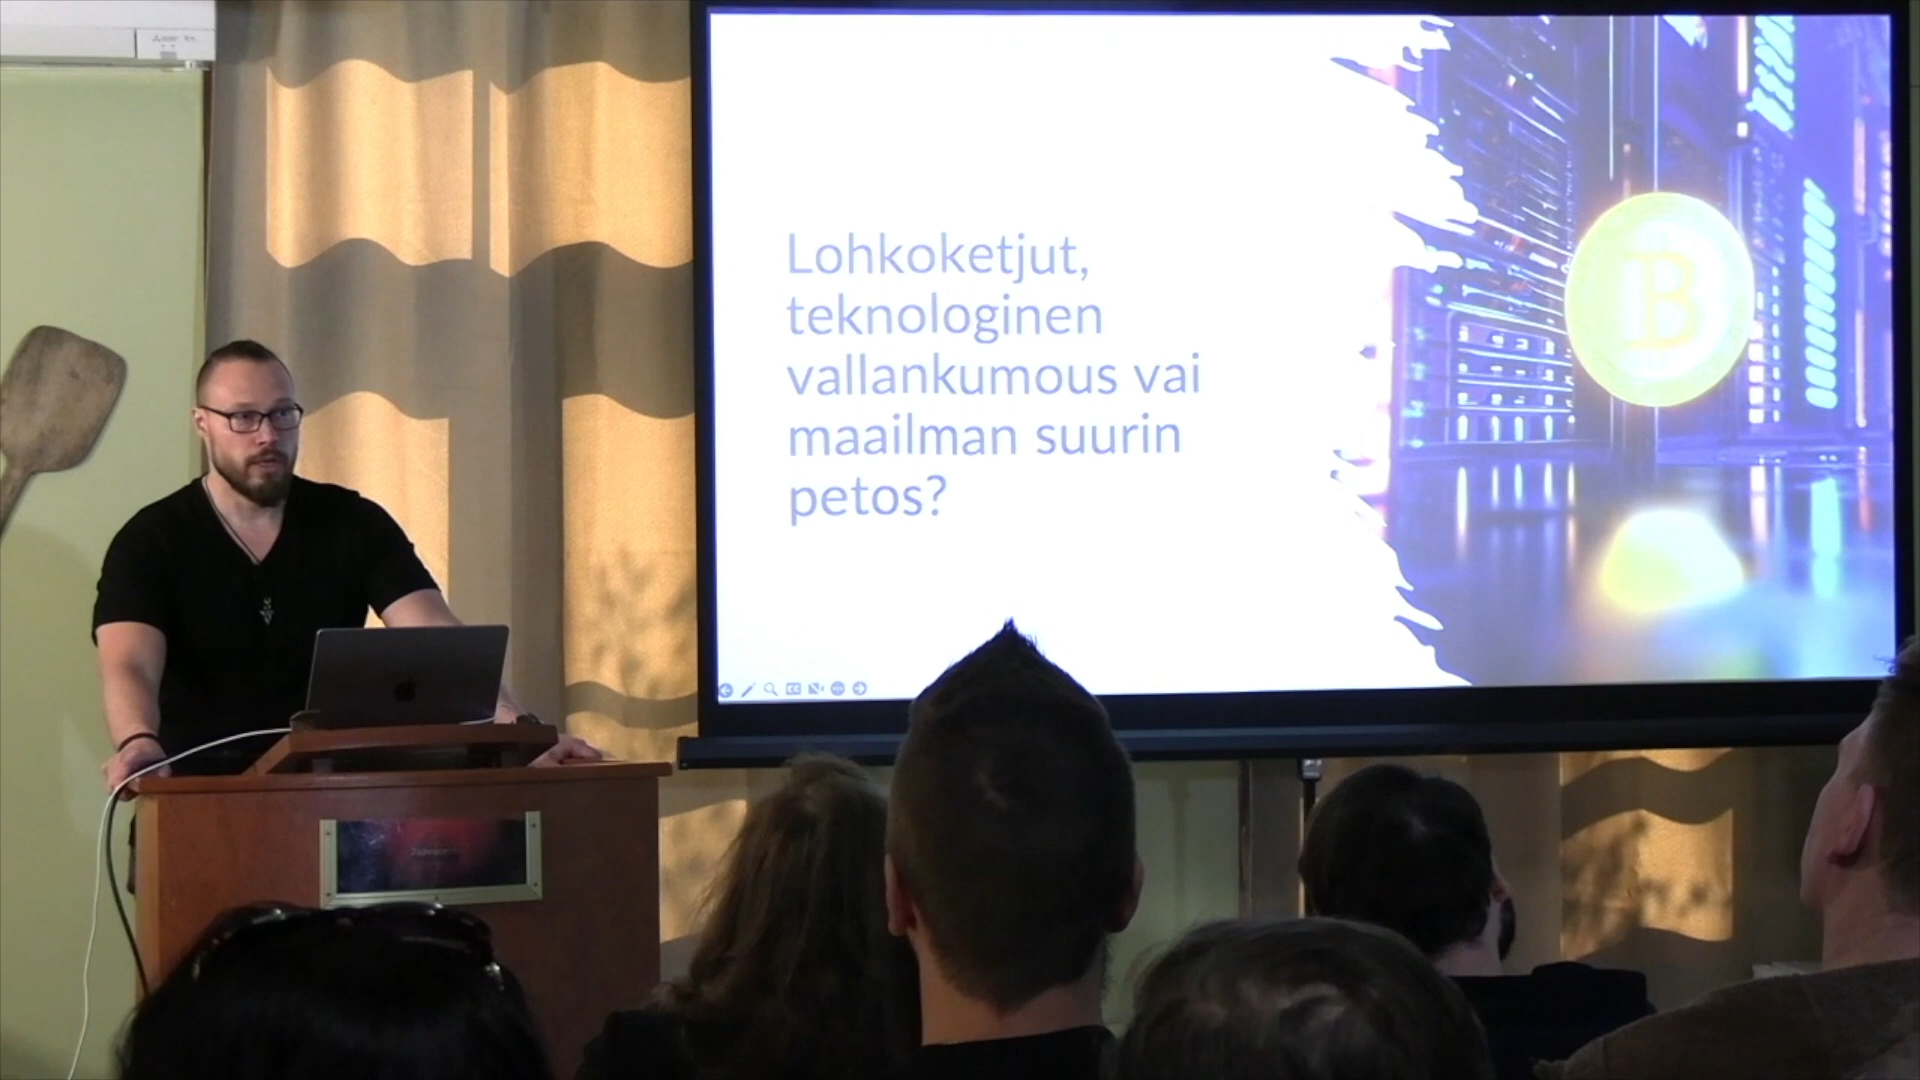 Lohkoketjut,
teknologinen
vallankumous vai
maailman suurin
petos?
B